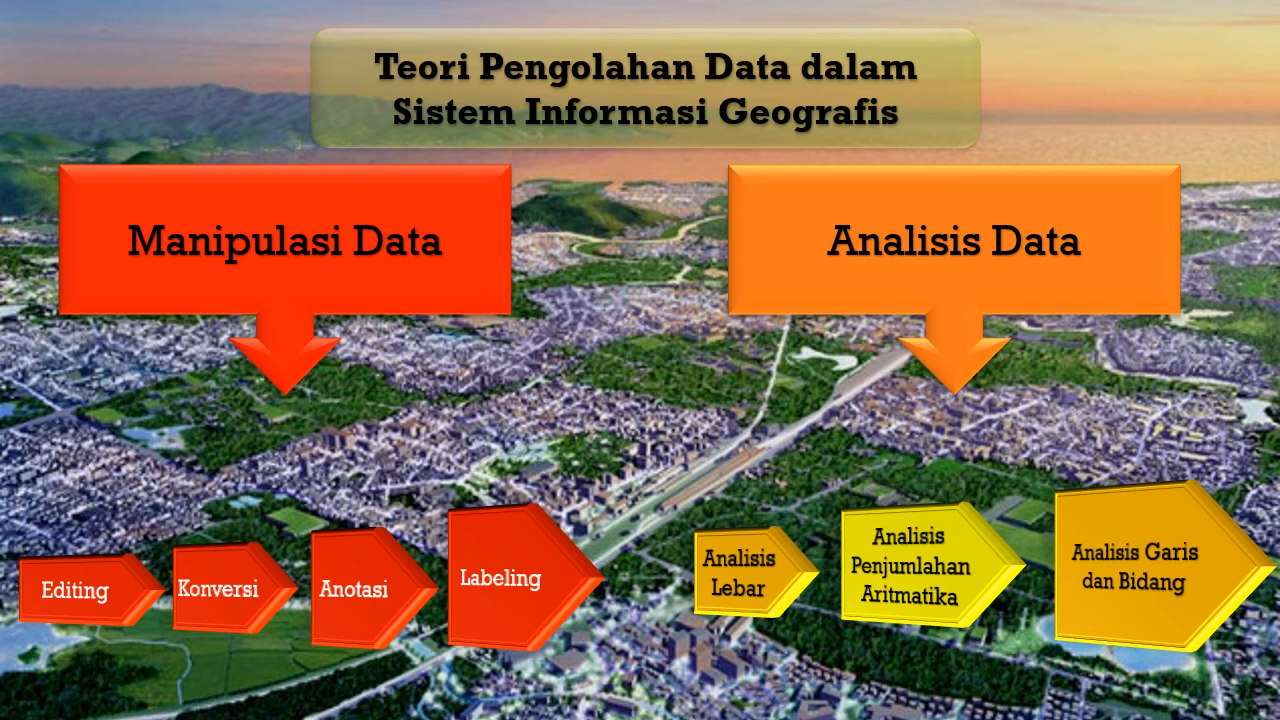 Teori Pengolahan Data dalam
Sistem Informasi Geografis
Manipulasi Data
Analisis Data
Editing
Konversi
Anotasi
Labeling
Analisis
Lebar
Analisis
Penjumlahan
Aritmatika
Analisis Garis
dan Bidang